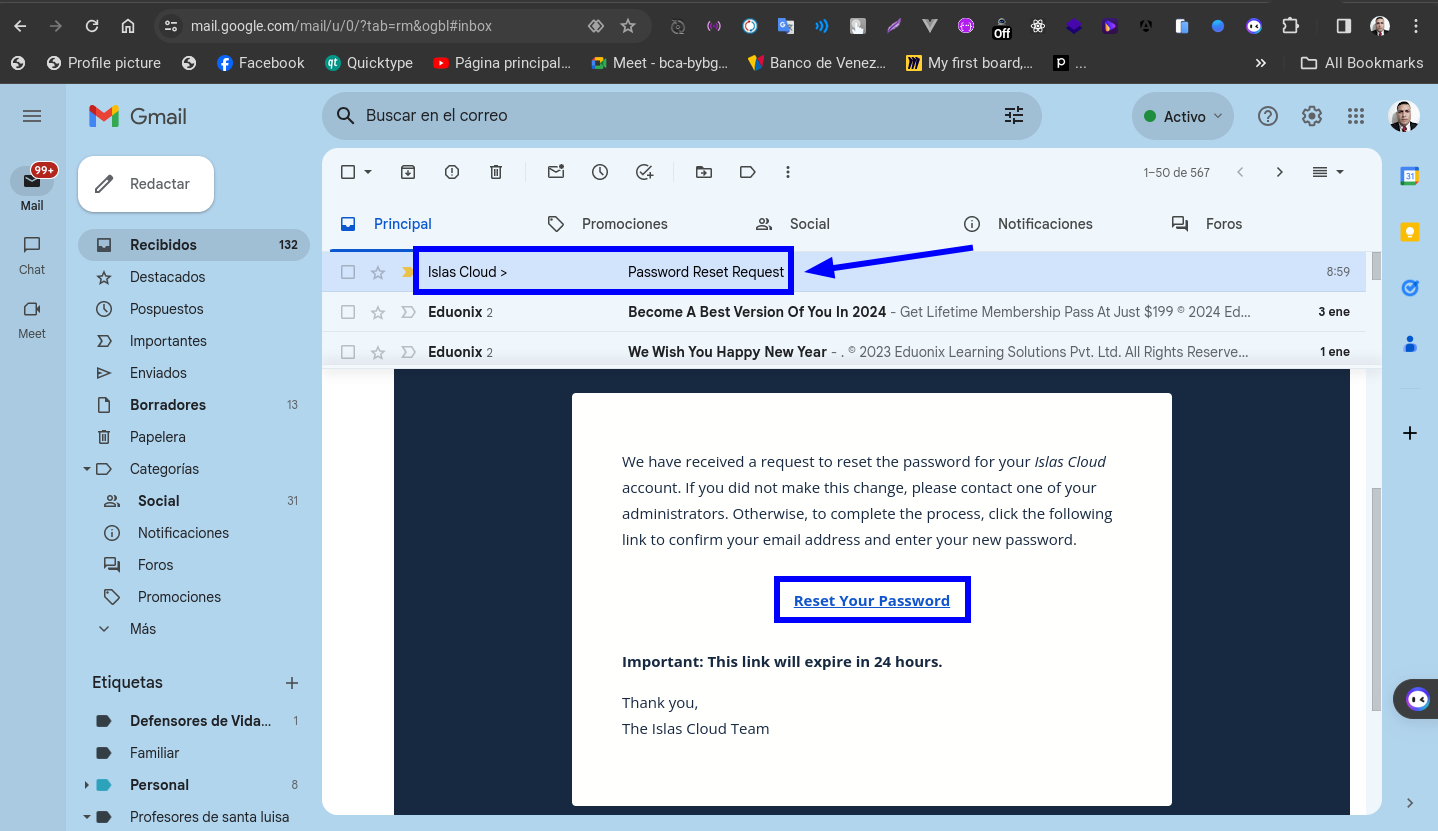 mail.google.com/mail/u/0/?tab=rm&ogbl#inbox
Off
Profile picture
Facebook
qt Quicktype
Página principal...
Meet - bca-bybg...
Banco de Venez...
My first board,...
p ...
»
All Bookmarks
Gmail
Buscar en el correo
Activo
99+
Mail
Chat
Meet
Redactar
Recibidos 132
Destacados
Pospuestos
Importantes
Enviados
Borradores 13
Papelera
Categorías
Social 31
Notificaciones
Foros
Promociones
Más
Etiquetas
Defensores de Vida... 1
Familiar
Personal 8
Profesores de santa luisa
1–50 de 567
31
Principal
Promociones
Social
Notificaciones
Foros
Islas Cloud > Password Reset Request 8:59
Eduonix 2 Become A Best Version Of You In 2024 - Get Lifetime Membership Pass At Just $199 © 2024 Ed... 3 ene
Eduonix 2 We Wish You Happy New Year - . © 2023 Eduonix Learning Solutions Pvt. Ltd. All Rights Reserve... 1 ene
We have received a request to reset the password for your Islas Cloud
account. If you did not make this change, please contact one of your
administrators. Otherwise, to complete the process, click the following
link to confirm your email address and enter your new password.
Reset Your Password
Important: This link will expire in 24 hours.
Thank you,
The Islas Cloud Team